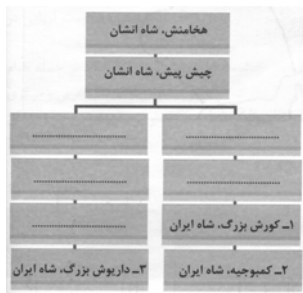 هخامنش، شاه انشان
چیش پیش، شاه انشان
........................ ........................
........................ ........................
۱ـ کورش بزرگ، شاه ایران ........................
۲ـ کمبوجیه، شاه ایران ۳ـ داریوش بزرگ، شاه ایران